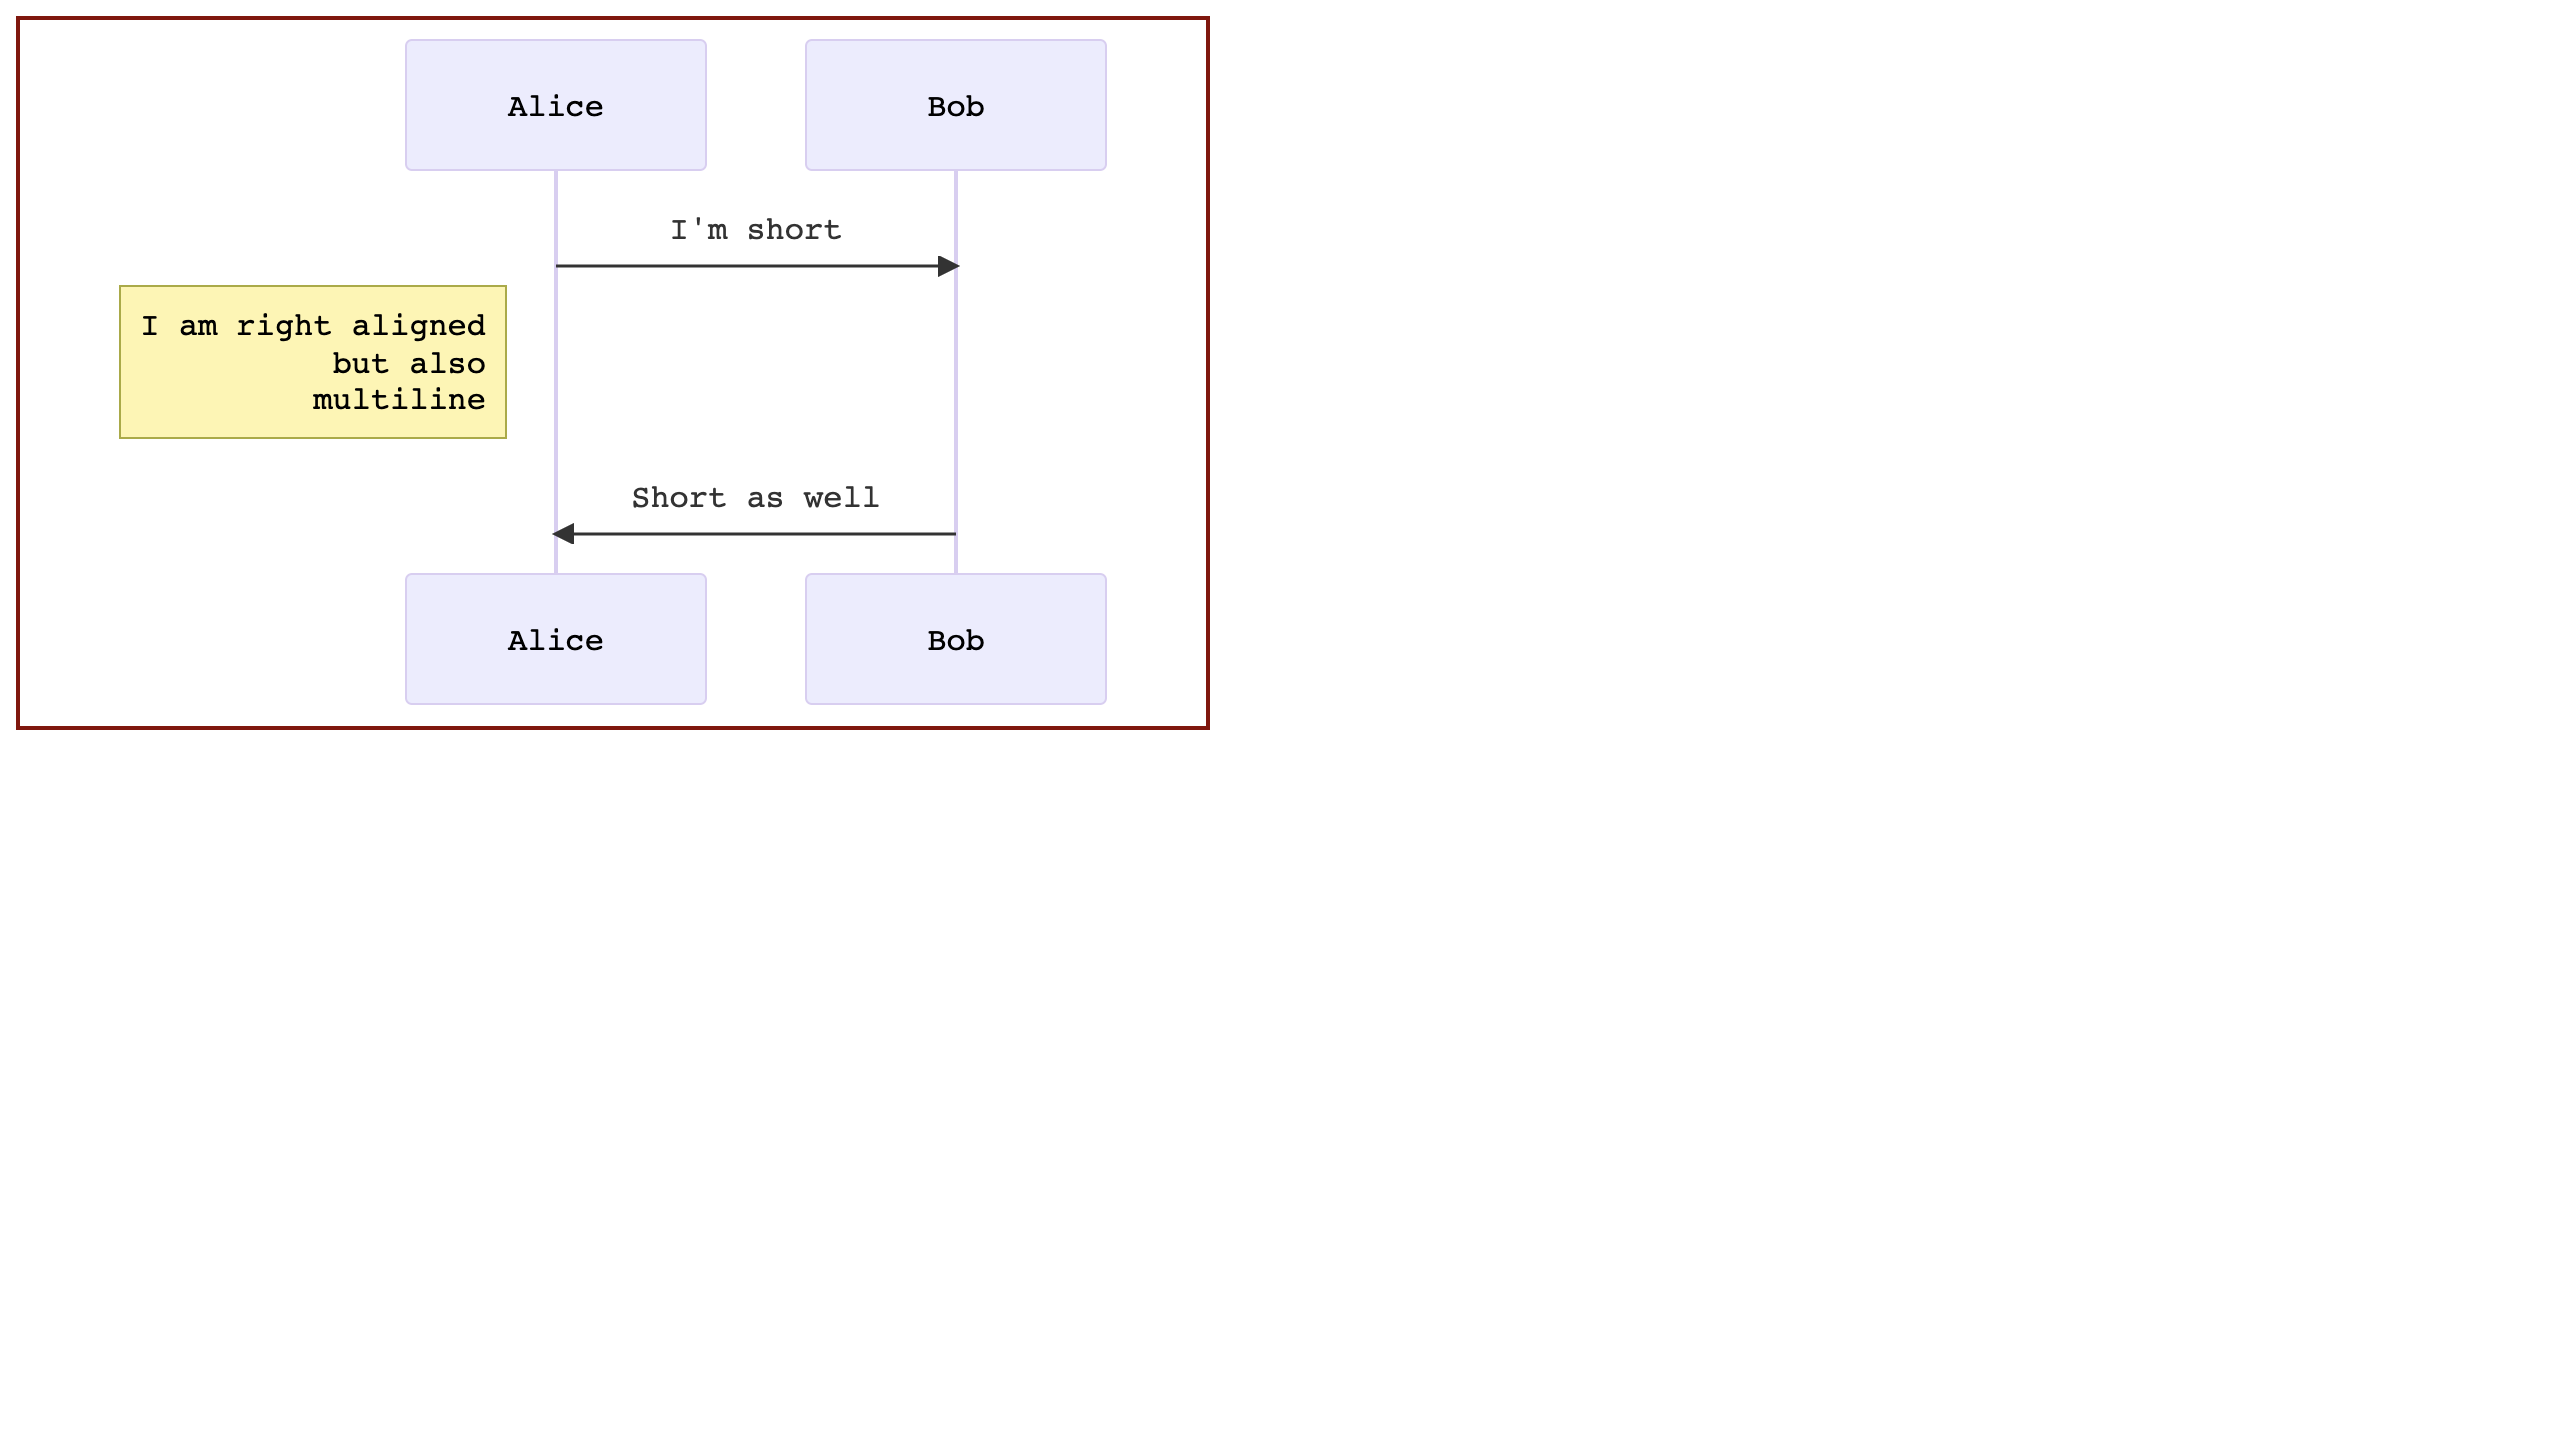 Alice
Bob
I'm short
I am right aligned
but also
multiline
Short as well
Alice
Bob